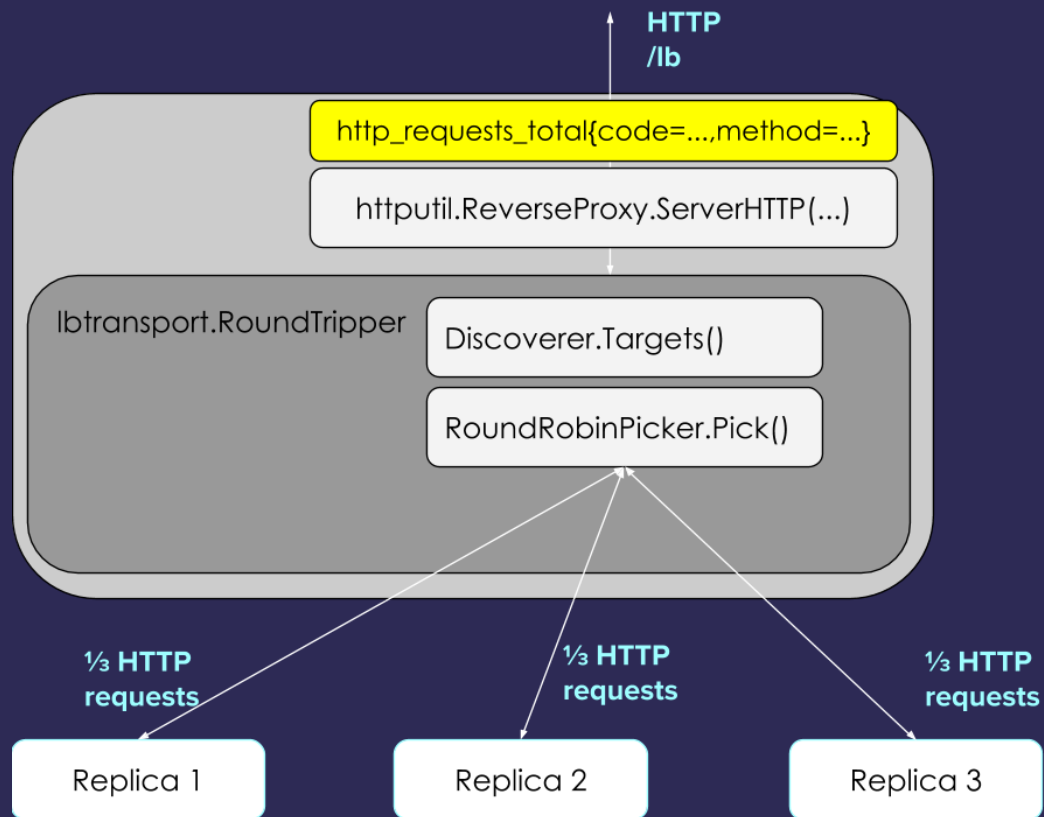 HTTP
/lb
http_requests_total{code=...,method=...}
httputil.ReverseProxy.ServerHTTP(...)
lbtransport.RoundTripper
Discoverer.Targets()
RoundRobinPicker.Pick()
⅓ HTTP
requests
⅓ HTTP
requests
⅓ HTTP
requests
Replica 1
Replica 2
Replica 3